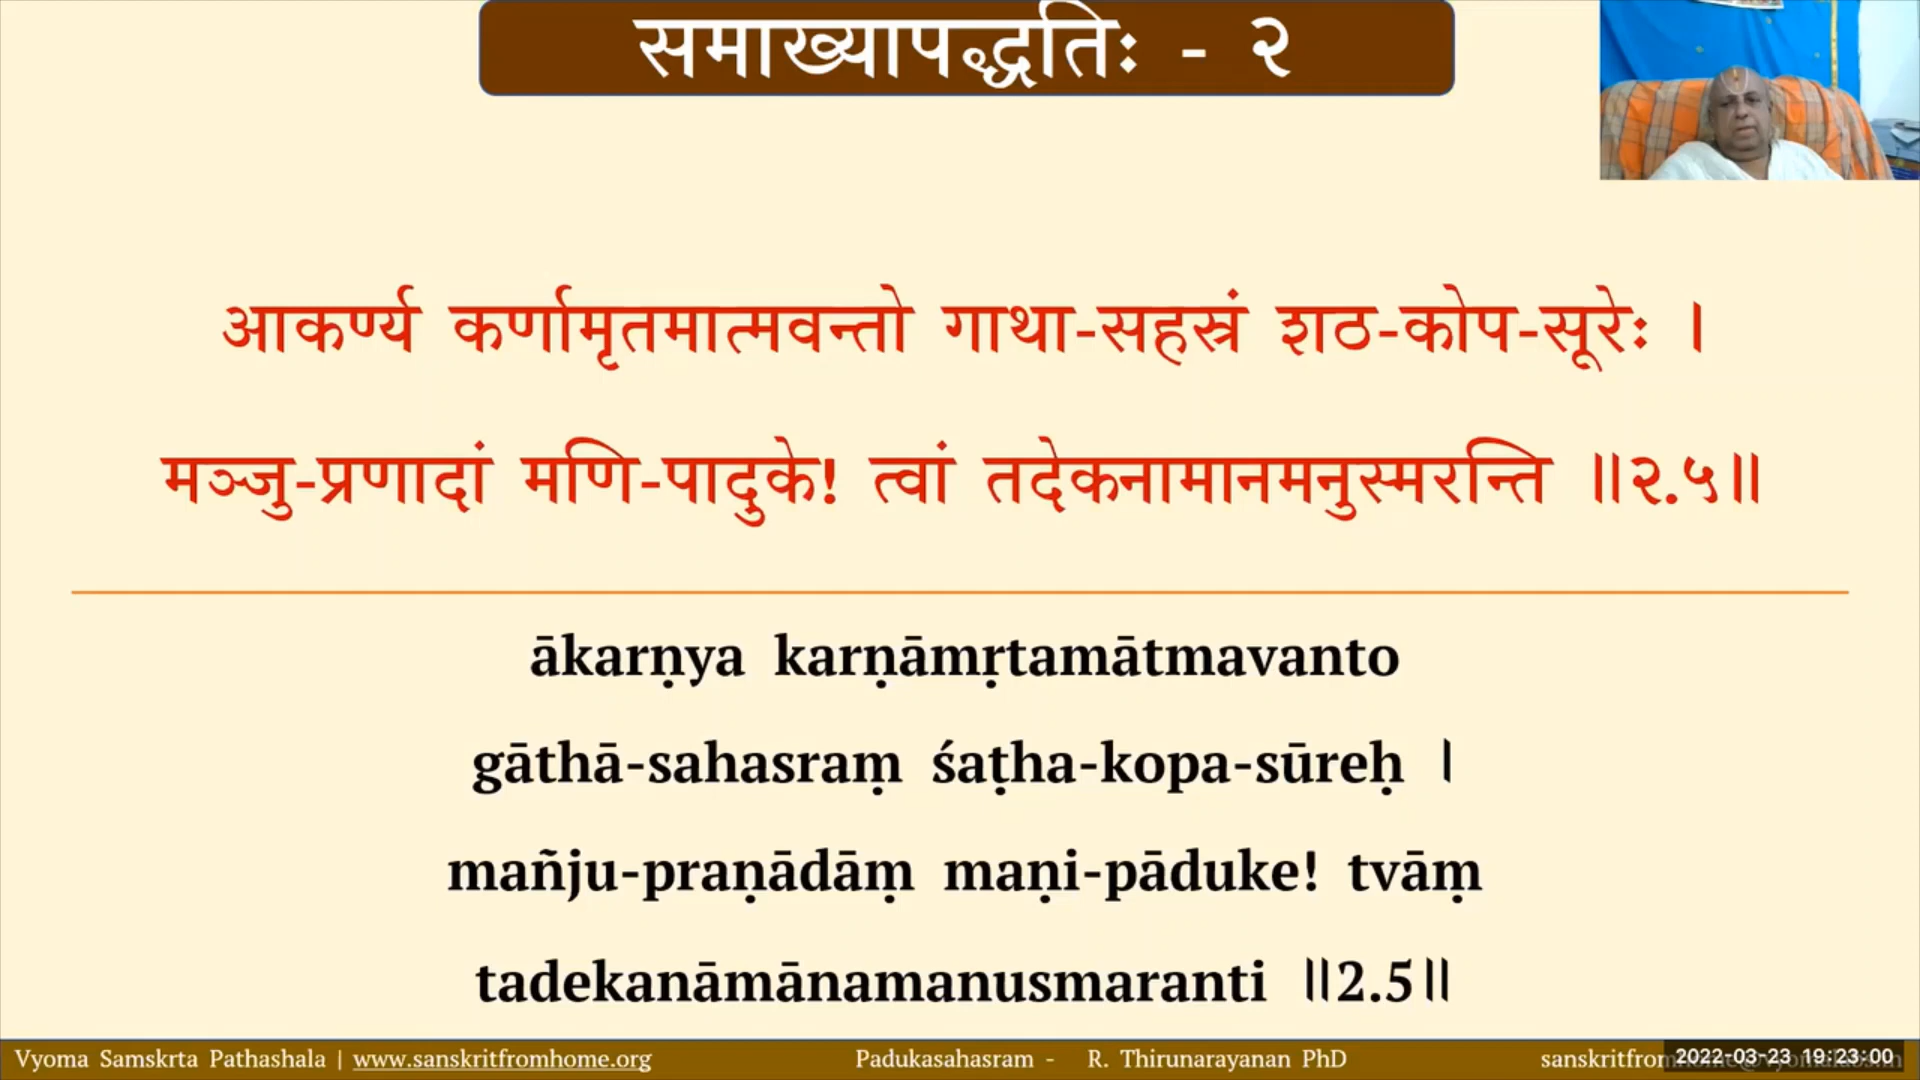 समाख्यापद्धतिः - २
आकर्ण्य कर्णामृतमात्मवन्तो गाथा-सहस्रं शठ-कोप-सूरेः ।
मञ्जु-प्रणादां मणि-पादुके! त्वां तदेकनामानमनुस्मरन्ति ॥२.५॥
ākarṇya karṇāmṛtamātmavanto
gāthā-sahasraṃ śaṭha-kopa-sūreḥ ।
mañju-praṇādāṃ maṇi-pāduke! tvāṃ
tadekanāmānamanusmaranti ॥2.5॥
Vyoma Samskrta Pathashala | www.sanskritfromhome.org Padukasahasram - R. Thirunarayanan PhD
2022-03-23 19:23:00